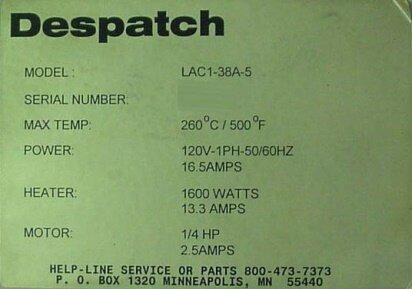 Despatch
MODEL : LAC1-38A-5
SERIAL NUMBER:
MAX TEMP: 260°C / 500°F
POWER: 120V-1PH-50/60HZ
16.5AMPS
HEATER: 1600 WATTS
13.3 AMPS
MOTOR: 1/4 HP
2.5AMPS
HELP-LINE SERVICE OR PARTS 800-473-7373
P. O. BOX 1320 MINNEAPOLIS, MN 55440